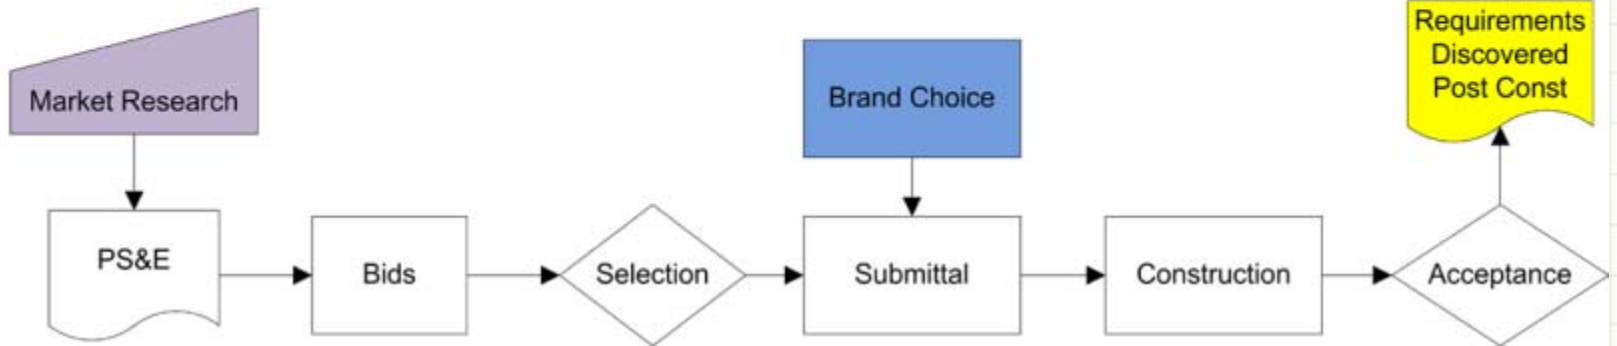 Market Research
Brand Choice
Requirements
Discovered
Post Const
PS&E
Bids
Selection
Submittal
Construction
Acceptance